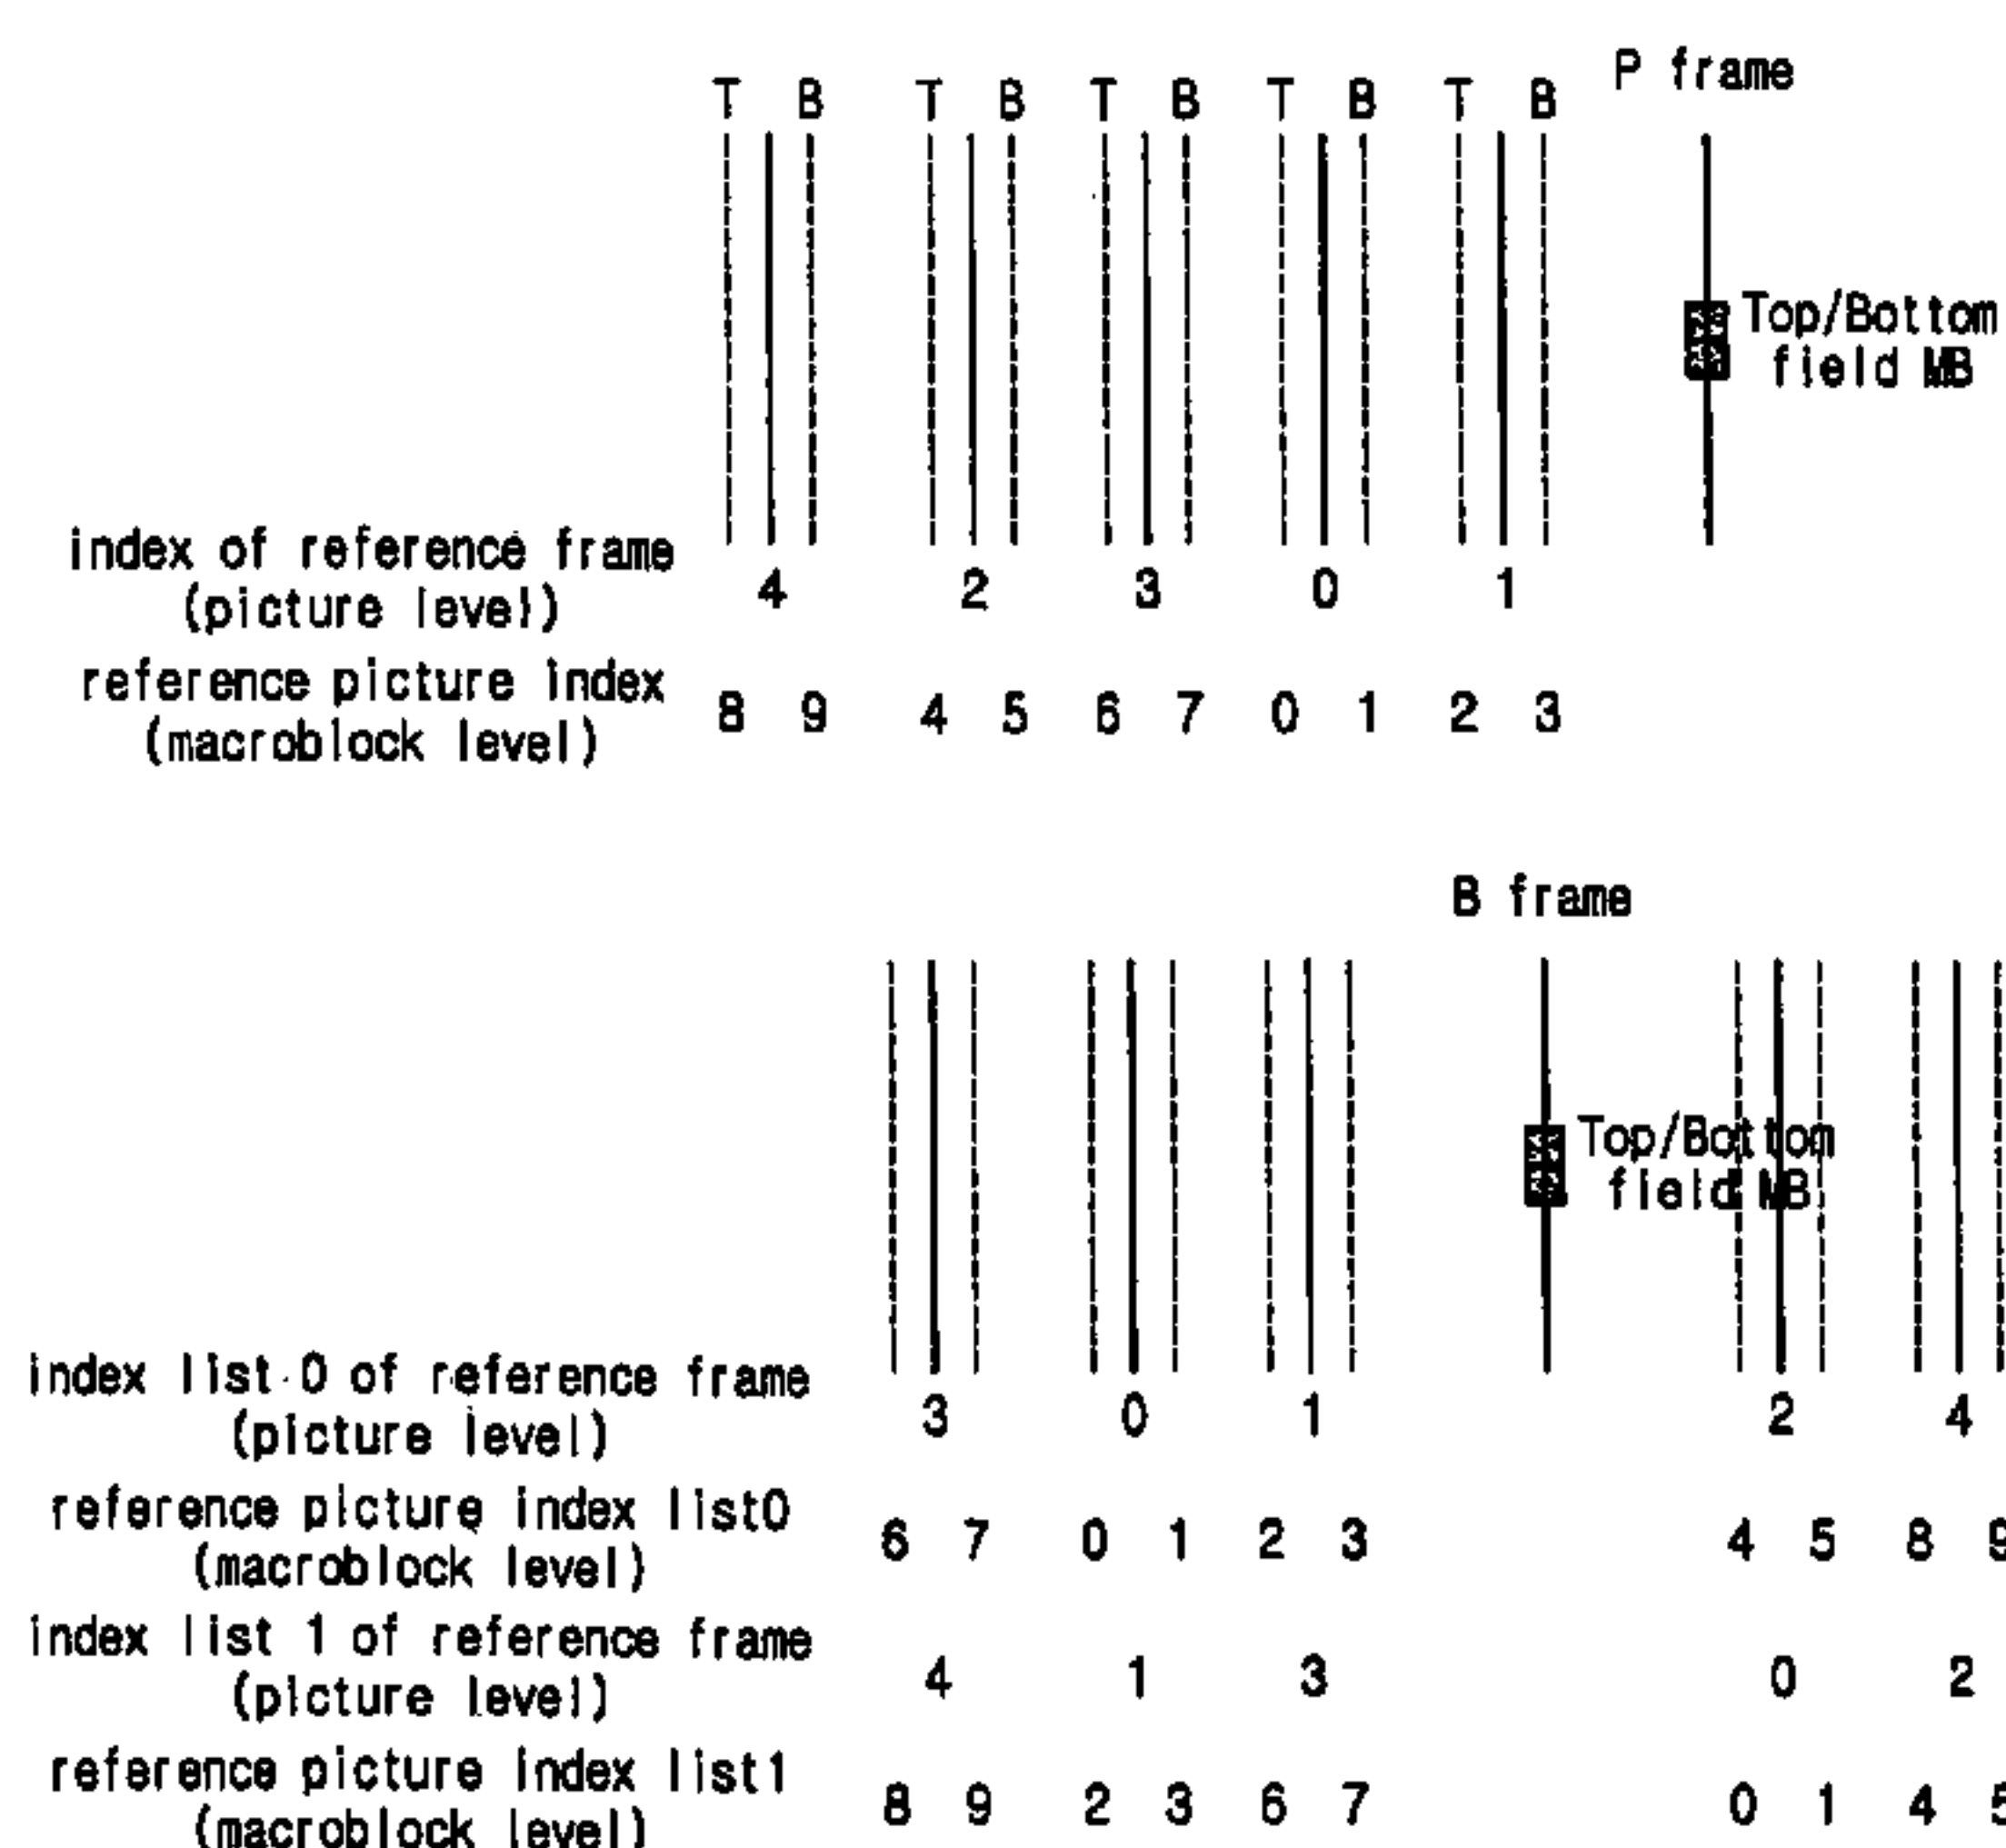 P frame
T B T B T B T B T B
Top/Bottom
field MB
index of reference frame
(picture level)
4 2 3 0 1
reference picture index
(macroblock level)
8 9 4 5 6 7 0 1 2 3
B frame
Top/Bottom
field MB
index list 0 of reference frame
(picture level)
3 0 1 2 4
reference picture index list0
(macroblock level)
6 7 0 1 2 3 4 5 8 9
index list 1 of reference frame
(picture level)
4 1 3 0 2
reference picture index list1
(macroblock level)
8 9 2 3 6 7 0 1 4 5